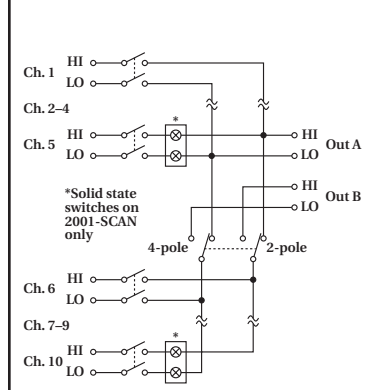 HI
Ch. 1
LO
Ch. 2–4
*
HI HI
Ch. 5 Out A
LO LO
HI
Out B
LO
*Solid state
switches on
2001-SCAN
only
4-pole 2-pole
HI
Ch. 6
LO
Ch. 7–9
*
HI
Ch. 10
LO